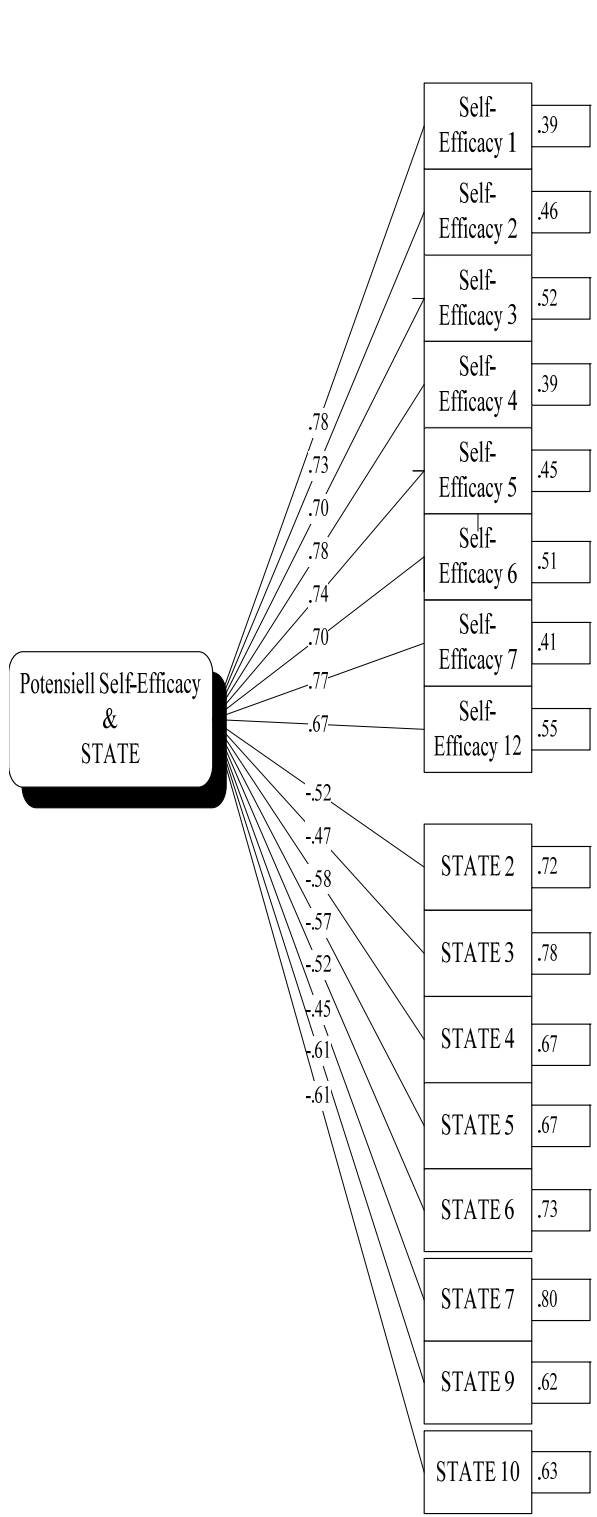 Self-
Efficacy 1
.39
Self-
Efficacy 2
.46
Self-
Efficacy 3
.52
Self-
Efficacy 4
.39
Self-
Efficacy 5
.45
Self-
Efficacy 6
.51
Self-
Efficacy 7
.41
Self-
Efficacy 12
.55
.78
.73
.70
.78
.74
.70
.77
.67
Potensiell Self-Efficacy
&
STATE
-.52
-.47
-.58
-.57
-.52
-.45
-.61
-.61
STATE 2
.72
STATE 3
.78
STATE 4
.67
STATE 5
.67
STATE 6
.73
STATE 7
.80
STATE 9
.62
STATE 10
.63